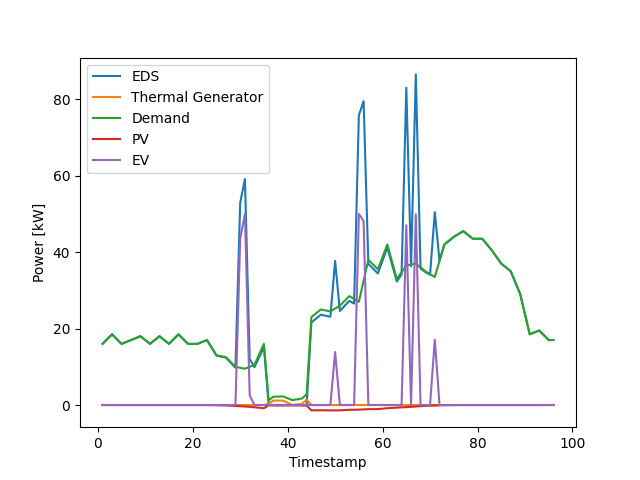 EDS
Thermal Generator
Demand
PV
EV
Power [kW]
80
60
40
20
0
0 20 40 60 80 100
Timestamp